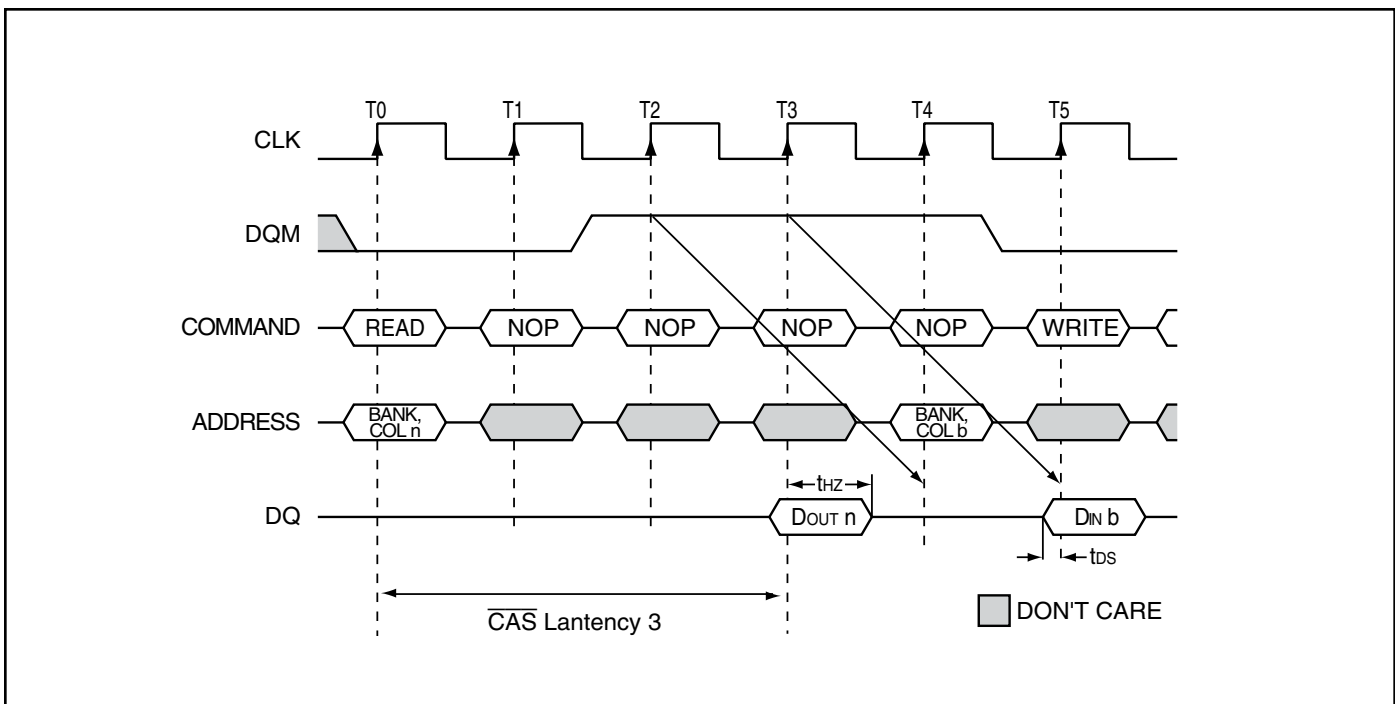 T0 T1 T2 T3 T4 T5
CLK
DQM
COMMAND READ NOP NOP NOP NOP WRITE
ADDRESS BANK, COL n BANK, COL b
tHZ
DQ DOUT n DIN b
tDS
CAS Lantency 3
DON'T CARE